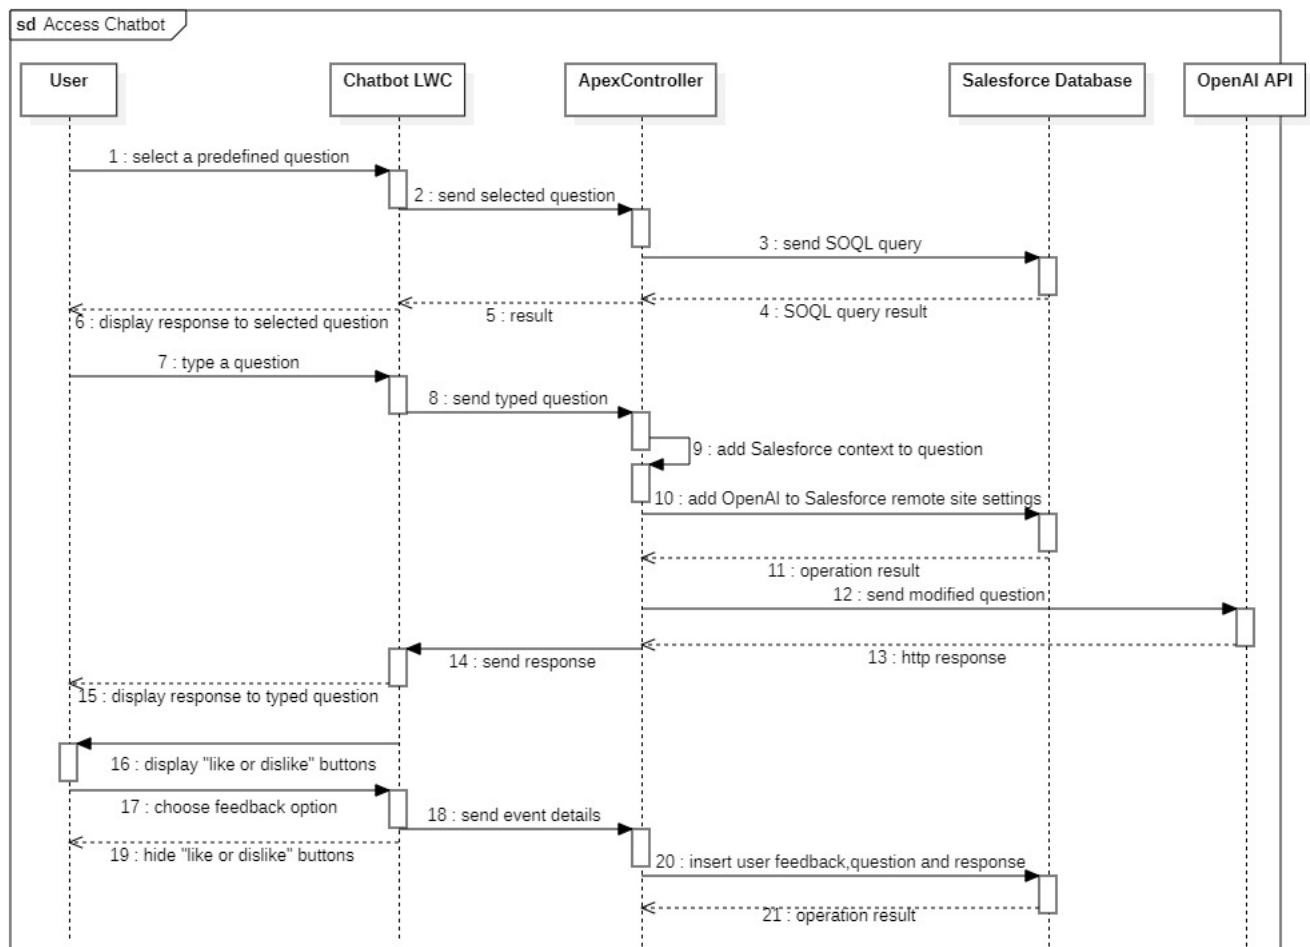 sd Access Chatbot
User
Chatbot LWC
ApexController
Salesforce Database
OpenAI API
1 : select a predefined question
2 : send selected question
3 : send SOQL query
4 : SOQL query result
5 : result
6 : display response to selected question
7 : type a question
8 : send typed question
9 : add Salesforce context to question
10 : add OpenAI to Salesforce remote site settings
11 : operation result
12 : send modified question
13 : http response
14 : send response
15 : display response to typed question
16 : display "like or dislike" buttons
17 : choose feedback option
18 : send event details
19 : hide "like or dislike" buttons
20 : insert user feedback,question and response
21 : operation result